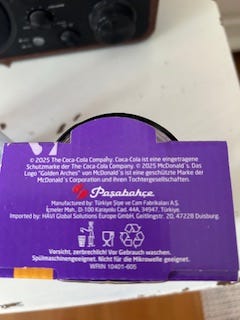 © 2025 The Coca-Cola Company. Coca-Cola ist eine eingetragene
Schutzmarke der The Coca-Cola Company. © 2025 McDonald's. Das
Logo "Golden Arches" von McDonald's ist eine geschützte Marke der
McDonald's Corporation und ihren Tochtergesellschaften.
Paşabahçe
Manufactured by: Türkiye Şişe ve Cam Fabrikaları A.Ş.
İçmeler Mah., D-100 Karayolu Cad. 44A, 34947, Türkiye.
Imported by: HAVI Global Solutions Europe GmbH, Geitlingstr. 20, 47228 Duisburg.
Vorsicht, zerbrechlich! Vor Gebrauch waschen.
Spülmaschinengeeignet. Nicht für die Mikrowelle geeignet.
WRIN 10401-605